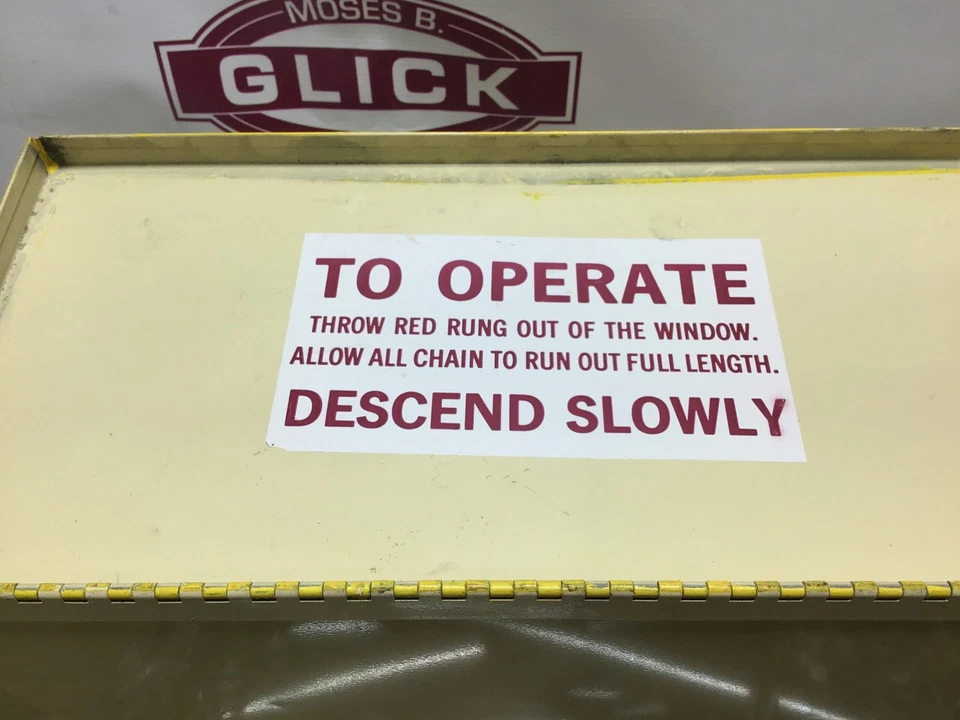 MOSES B.
GLICK
TO OPERATE
THROW RED RUNG OUT OF THE WINDOW.
ALLOW ALL CHAIN TO RUN OUT FULL LENGTH.
DESCEND SLOWLY